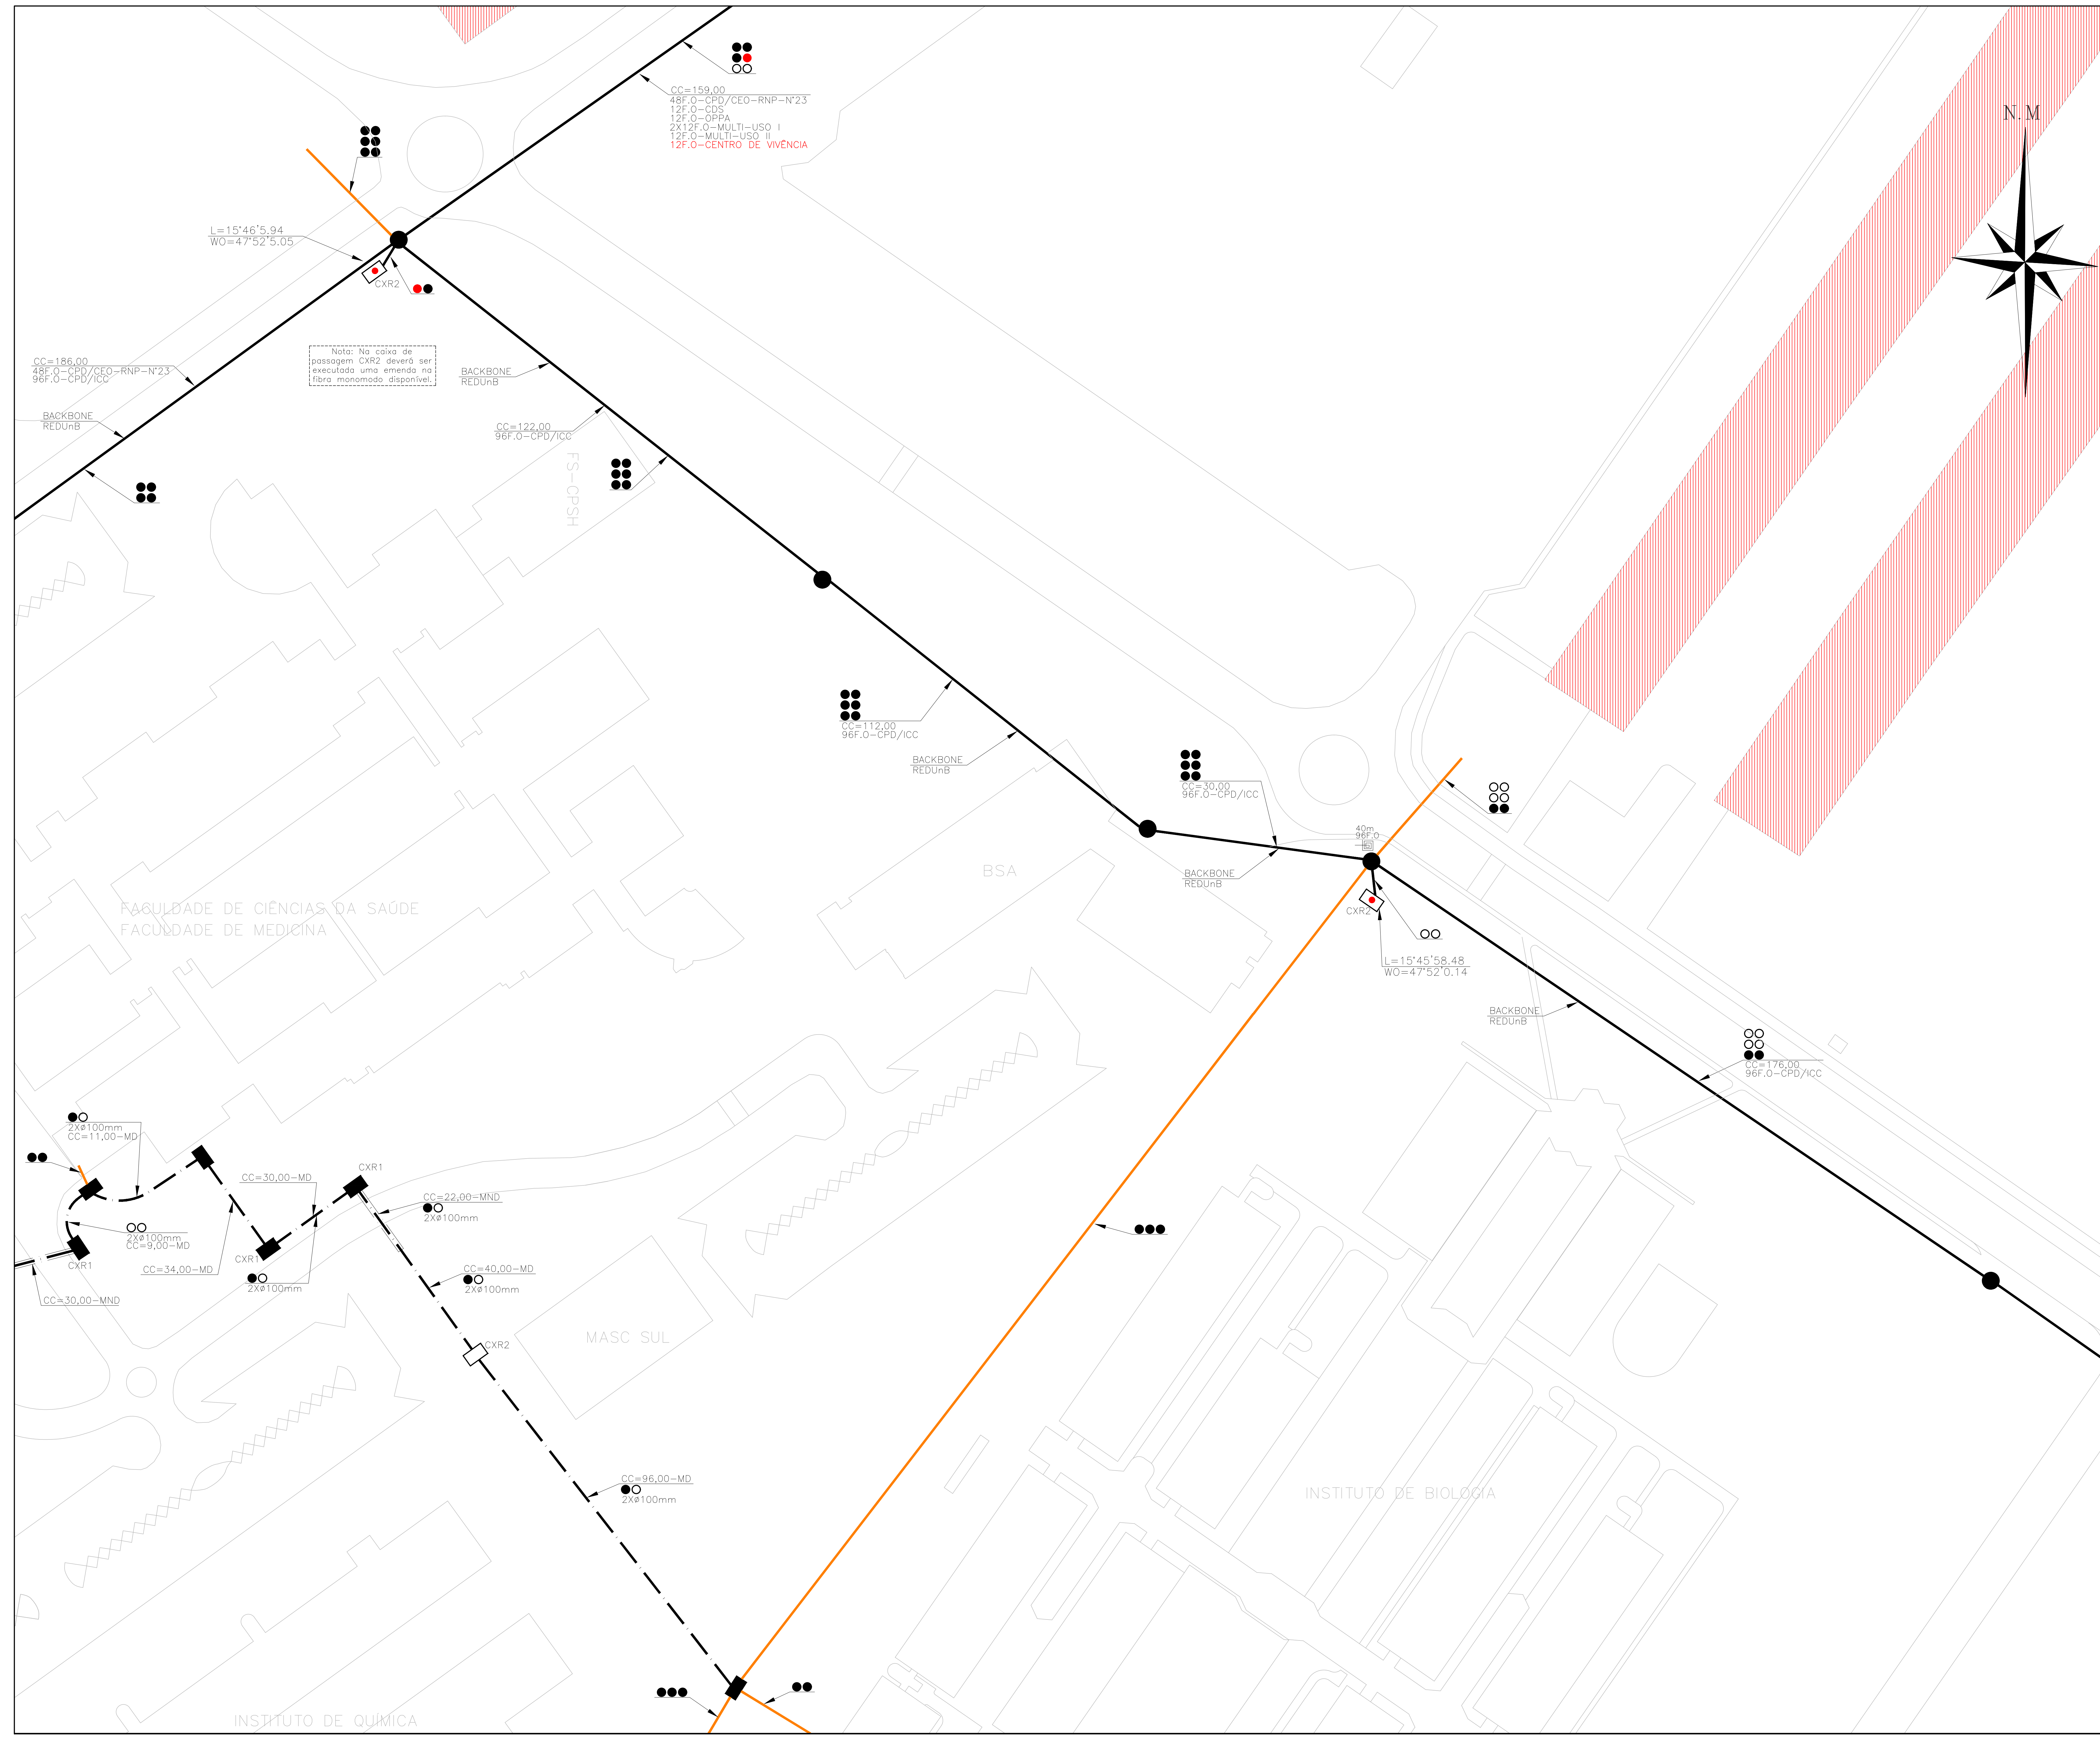 CC=159,00
48F.O-CPD/CEO-RNP-N°23
12F.O-CDS
12F.O-OPPA
2X12F.O-MULTI-USO I
12F.O-MULTI-USO II
12F.O-CENTRO DE VIVÊNCIA
N.M
L=15°46'5.94
WO=47°52'5.05
CXR2
Nota: Na caixa de
passagem CXR2 deverá ser
executada uma emenda na
fibra monomodo disponível.
CC=186,00
48F.O-CPD/CEO-RNP-N°23
96F.O-CPD/ICC
BACKBONE
REDUnB
BACKBONE
REDUnB
CC=122,00
96F.O-CPD/ICC
FS-CPSH
CC=112,00
96F.O-CPD/ICC
BACKBONE
REDUnB
CC=30,00
96F.O-CPD/ICC
40m
96F.O
BACKBONE
REDUnB
CXR2
L=15°45'58.48
WO=47°52'0.14
BSA
FACULDADE DE CIÊNCIAS DA SAÚDE
FACULDADE DE MEDICINA
BACKBONE
REDUnB
CC=176,00
96F.O-CPD/ICC
2XØ100mm
CC=11,00-MD
CXR1
CC=30,00-MD
CC=22,00-MND
2XØ100mm
2XØ100mm
CC=9,00-MD
CXR1
CXR1
CC=34,00-MD
2XØ100mm
CC=40,00-MD
2XØ100mm
CC=30,00-MND
CXR2
MASC SUL
CC=96,00-MD
2XØ100mm
INSTITUTO DE BIOLOGIA
INSTITUTO DE QUÍMICA